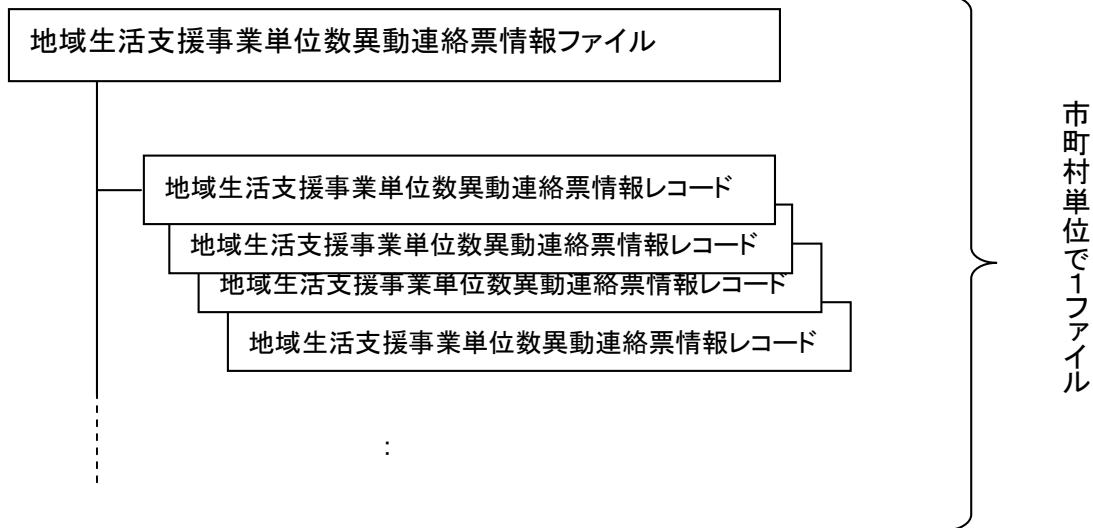 地域生活支援事業単位数異動連絡票情報ファイル
地域生活支援事業単位数異動連絡票情報レコード
地域生活支援事業単位数異動連絡票情報レコード
地域生活支援事業単位数異動連絡票情報レコード
地域生活支援事業単位数異動連絡票情報レコード
:
市町村単位で1ファイル